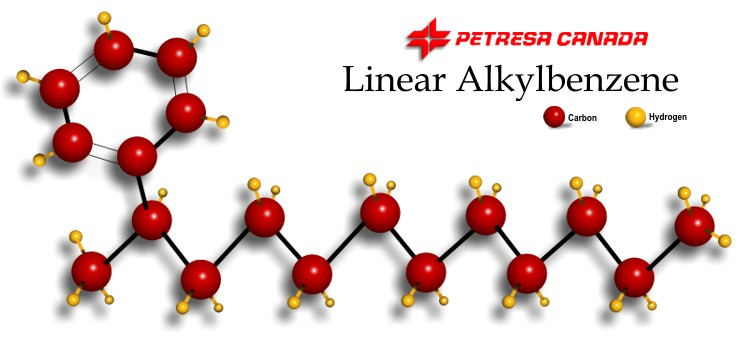 PETRESA CANADA
Linear Alkylbenzene
Carbon Hydrogen